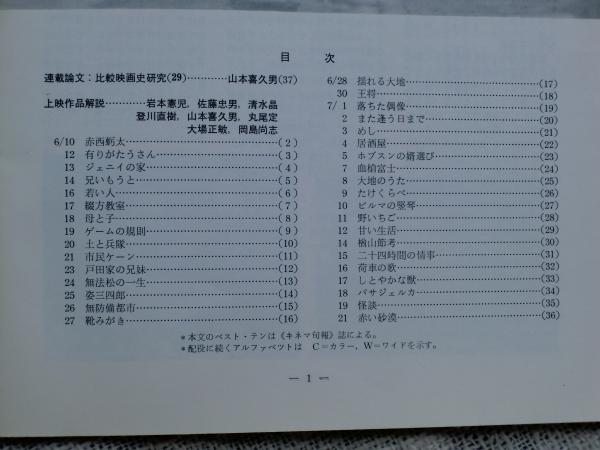 目 次
連載論文：比較映画史研究(29)…………山本喜久男(37)
上映作品解説…………岩本憲児, 佐藤忠男, 清水晶
登川直樹, 山本喜久男, 丸尾定
大場正敏, 岡島尚志
6/10 赤西蠣太………(2)
12 有りがたうさん………(3)
13 ジェニイの家………(4)
14 兄いもうと………(5)
16 若い人………(6)
17 綴方教室………(7)
18 母と子………(8)
19 ゲームの規則………(9)
20 土と兵隊………(10)
21 市民ケーン………(11)
23 戸田家の兄妹………(12)
24 無法松の一生………(13)
25 姿三四郎………(14)
26 無防備都市………(15)
27 靴みがき………(16)
6/28 揺れる大地………(17)
30 王将………(18)
7/1 落ちた偶像………(19)
2 また逢う日まで………(20)
3 めし………(21)
4 居酒屋………(22)
5 ホブスンの婿選び………(23)
7 血槍富士………(24)
8 大地のうた………(25)
9 たけくらべ………(26)
10 ビルマの竪琴………(27)
11 野いちご………(28)
12 甘い生活………(29)
14 楢山節考………(30)
15 二十四時間の情事………(31)
16 荷車の歌………(32)
17 しとやかな獣………(33)
18 パサジェルカ………(34)
19 怪談………(35)
21 赤い砂漠………(36)
＊本文のベスト・テンは《キネマ旬報》誌による。
＊配役に続くアルファベットは C＝カラー, W＝ワイドを示す。
— 1 —